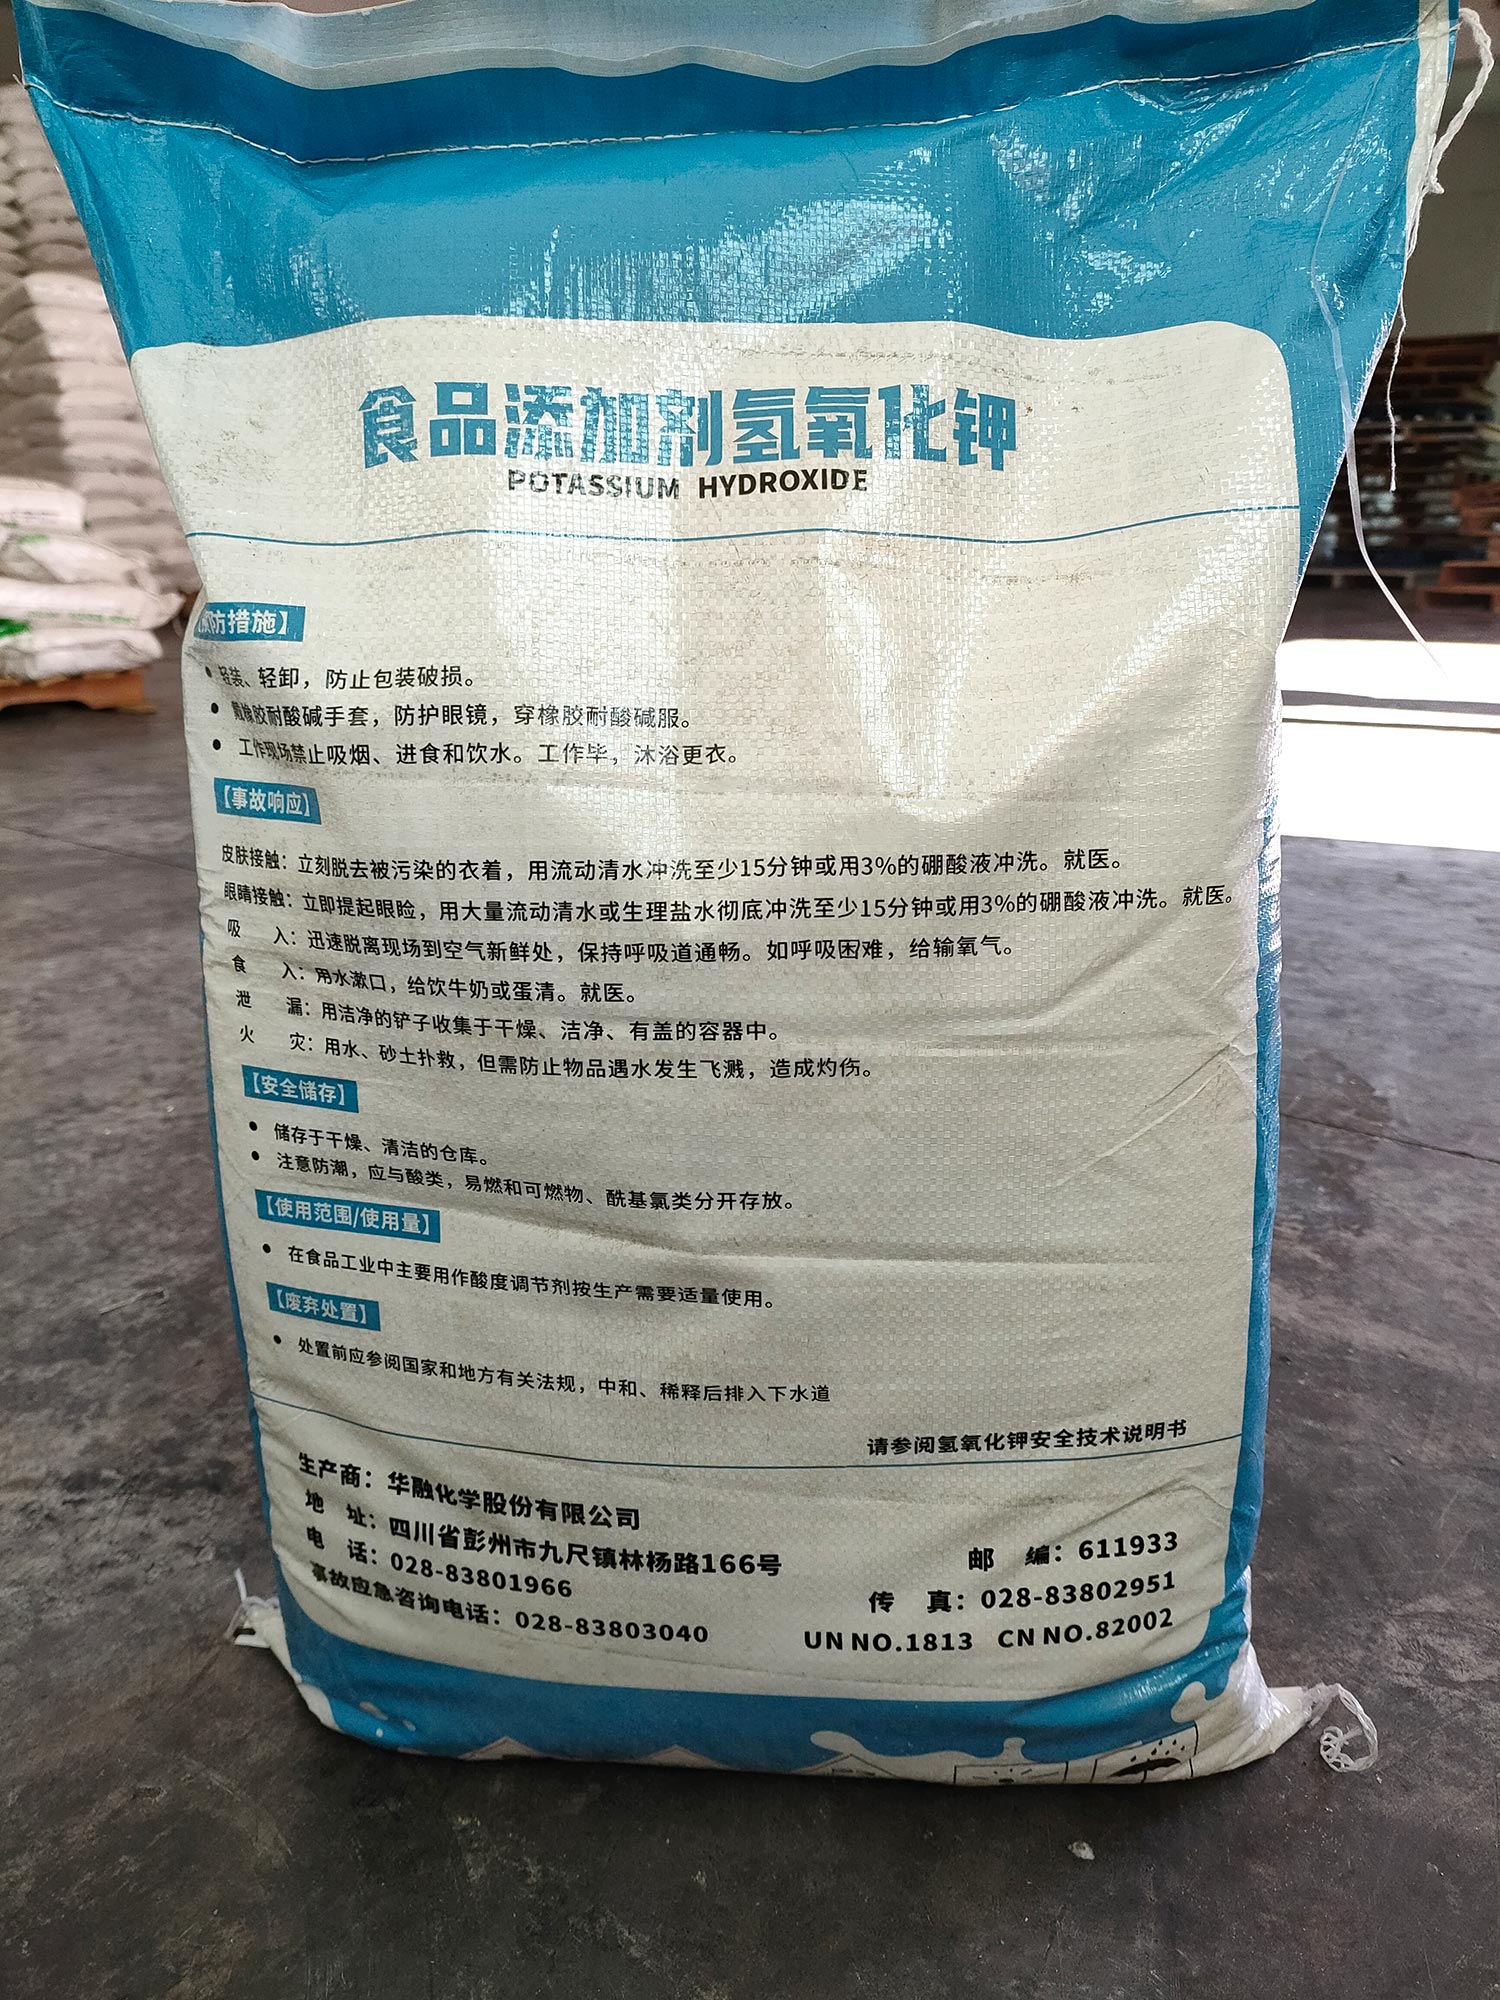 食品添加剂氢氧化钾
POTASSIUM HYDROXIDE
【预防措施】
• 轻装、轻卸，防止包装破损。
• 戴橡胶耐酸碱手套，防护眼镜，穿橡胶耐酸碱服。
• 工作现场禁止吸烟、进食和饮水。工作毕，沐浴更衣。
【事故响应】
皮肤接触：立刻脱去被污染的衣着，用流动清水冲洗至少15分钟或用3%的硼酸液冲洗。就医。
眼睛接触：立即提起眼睑，用大量流动清水或生理盐水彻底冲洗至少15分钟或用3%的硼酸液冲洗。就医。
吸 入：迅速脱离现场到空气新鲜处，保持呼吸道通畅。如呼吸困难，给输氧气。
食 入：用水漱口，给饮牛奶或蛋清。就医。
泄 漏：用洁净的铲子收集于干燥、洁净、有盖的容器中。
火 灾：用水、砂土扑救，但需防止物品遇水发生飞溅，造成灼伤。
【安全储存】
• 储存于干燥、清洁的仓库。
• 注意防潮，应与酸类，易燃和可燃物、酰基氯类分开存放。
【使用范围/使用量】
• 在食品工业中主要用作酸度调节剂按生产需要适量使用。
【废弃处置】
• 处置前应参阅国家和地方有关法规，中和、稀释后排入下水道
请参阅氢氧化钾安全技术说明书
生产商：华融化学股份有限公司
地 址：四川省彭州市九尺镇林杨路166号
邮 编：611933
电 话：028-83801966
传 真：028-83802951
事故应急咨询电话：028-83803040
UN NO.1813 CN NO.82002